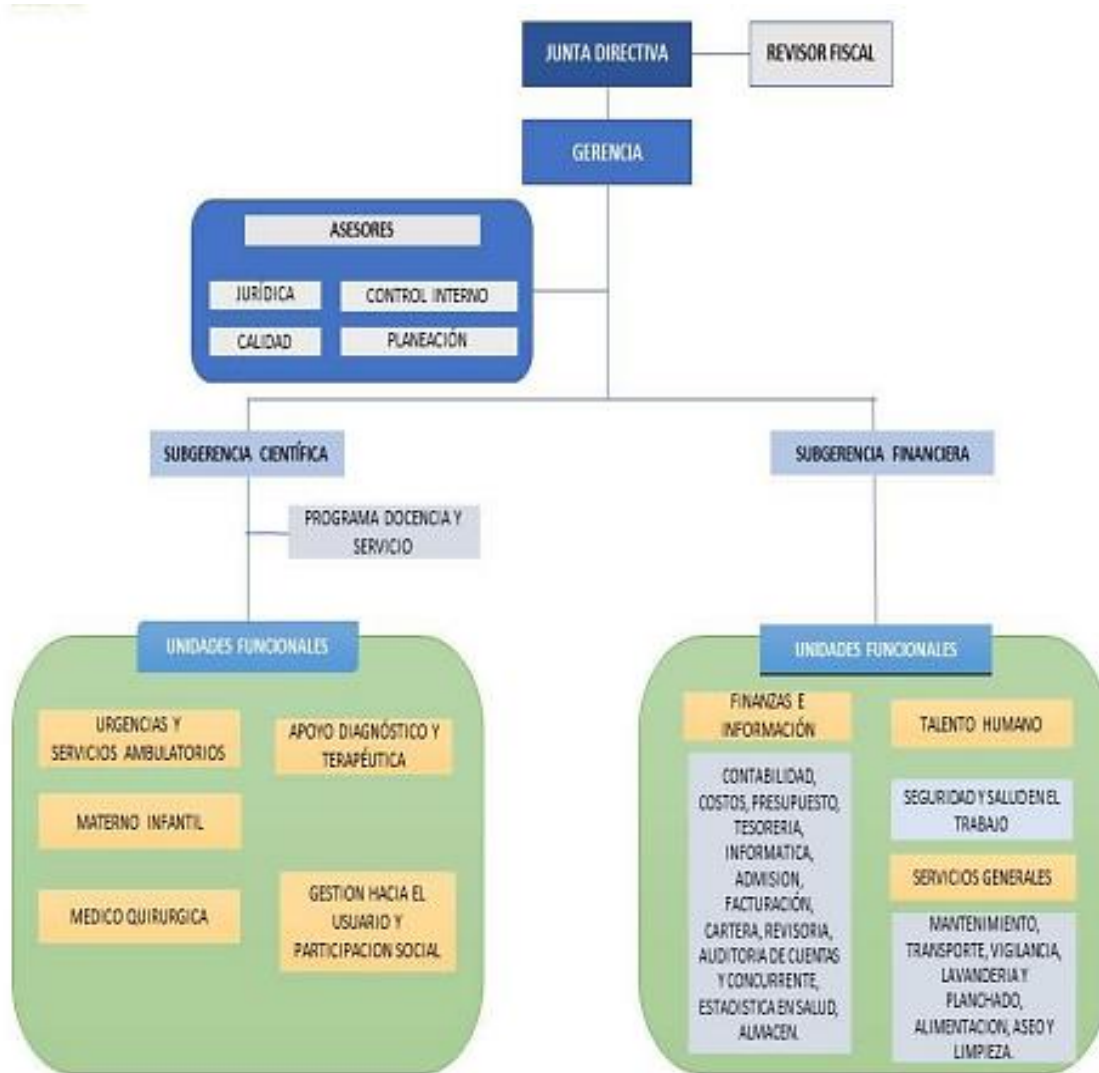 JUNTA DIRECTIVA
REVISOR FISCAL
GERENCIA
ASESORES
JURÍDICA
CONTROL INTERNO
CALIDAD
PLANEACIÓN
SUBGERENCIA CIENTÍFICA
SUBGERENCIA FINANCIERA
PROGRAMA DOCENCIA Y
SERVICIO
UNIDADES FUNCIONALES
URGENCIAS Y
SERVICIOS AMBULATORIOS
APOYO DIAGNÓSTICO Y
TERAPÉUTICA
MATERNO INFANTIL
MEDICO QUIRURGICA
GESTION HACIA EL
USUARIO Y
PARTICIPACION SOCIAL
UNIDADES FUNCIONALES
FINANZAS E
INFORMACIÓN
CONTABILIDAD,
COSTOS, PRESUPUESTO,
TESORERIA,
INFORMATICA,
ADMISION,
FACTURACIÓN,
CARTERA, REVISORIA,
AUDITORIA DE CUENTAS
Y CONCURRENTE,
ESTADISTICA EN SALUD,
ALMACEN.
TALENTO HUMANO
SEGURIDAD Y SALUD EN EL
TRABAJO
SERVICIOS GENERALES
MANTENIMIENTO,
TRANSPORTE, VIGILANCIA,
LAVANDERIA Y
PLANCHADO,
ALIMENTACION, ASEO Y
LIMPIEZA.